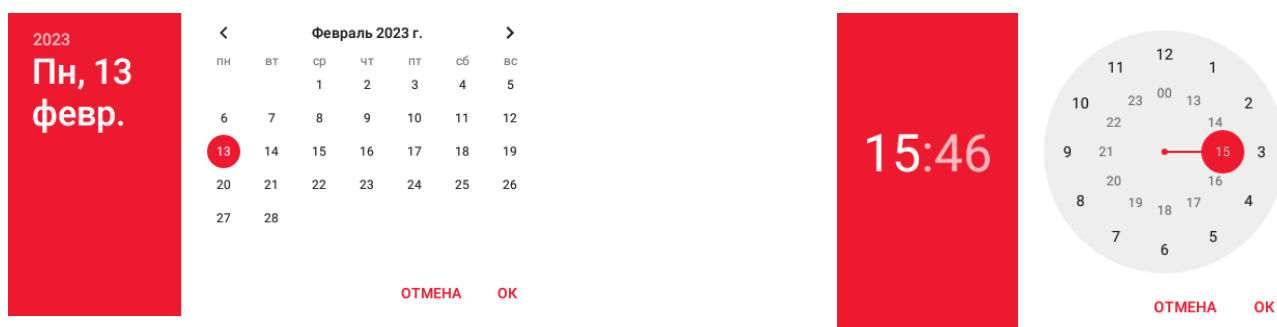 2023
Пн, 13
февр.
Февраль 2023 г.
пн вт ср чт пт сб вс
1 2 3 4 5
6 7 8 9 10 11 12
13 14 15 16 17 18 19
20 21 22 23 24 25 26
27 28
ОТМЕНА ОК
15:46
12
11 1
00
23 13
10 2
22 14
9 21 15 3
20 16
8 4
19 17
18
7 5
6
ОТМЕНА ОК